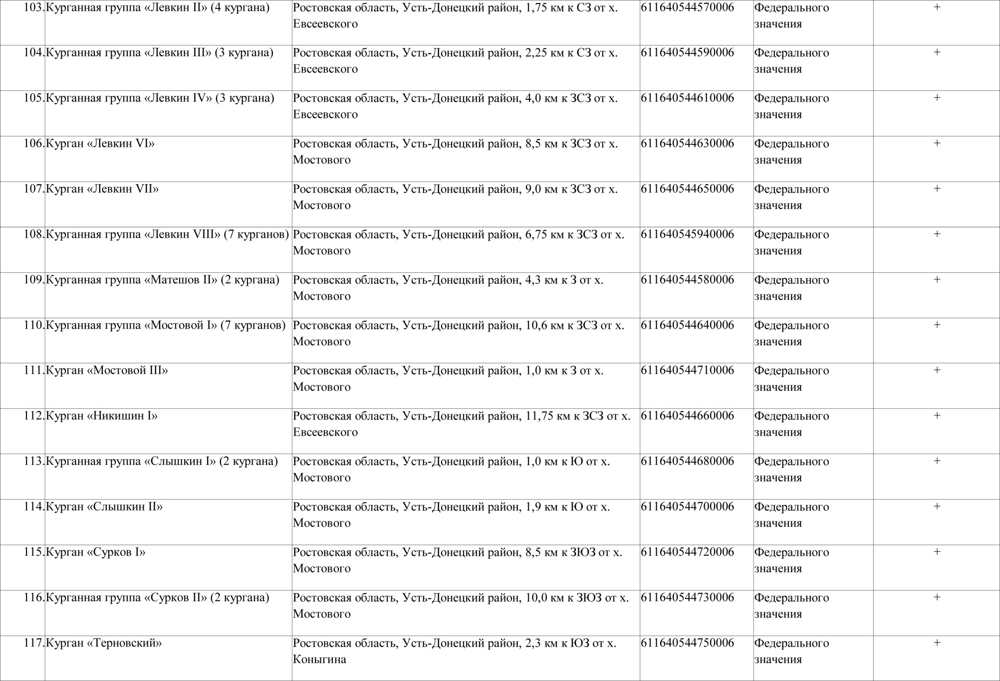 103. Курганная группа «Левкин II» (4 кургана) Ростовская область, Усть-Донецкий район, 1,75 км к СЗ от х. 611640544570006 Федерального +
Евсеевского значения
104. Курганная группа «Левкин III» (3 кургана) Ростовская область, Усть-Донецкий район, 2,25 км к СЗ от х. 611640544590006 Федерального +
Евсеевского значения
105. Курганная группа «Левкин IV» (3 кургана) Ростовская область, Усть-Донецкий район, 4,0 км к ЗСЗ от х. 611640544610006 Федерального +
Евсеевского значения
106. Курган «Левкин VI» Ростовская область, Усть-Донецкий район, 8,5 км к ЗСЗ от х. 611640544630006 Федерального +
Мостового значения
107. Курган «Левкин VII» Ростовская область, Усть-Донецкий район, 9,0 км к ЗСЗ от х. 611640544650006 Федерального +
Мостового значения
108. Курганная группа «Левкин VIII» (7 курганов) Ростовская область, Усть-Донецкий район, 6,75 км к ЗСЗ от х. 611640545940006 Федерального +
Мостового значения
109. Курганная группа «Матешов II» (2 кургана) Ростовская область, Усть-Донецкий район, 4,3 км к З от х. 611640544580006 Федерального +
Мостового значения
110. Курганная группа «Мостовой I» (7 курганов) Ростовская область, Усть-Донецкий район, 10,6 км к ЗСЗ от х. 611640544640006 Федерального +
Мостового значения
111. Курган «Мостовой III» Ростовская область, Усть-Донецкий район, 1,0 км к З от х. 611640544710006 Федерального +
Мостового значения
112. Курган «Никишин I» Ростовская область, Усть-Донецкий район, 11,75 км к ЗСЗ от х. 611640544660006 Федерального +
Евсеевского значения
113. Курганная группа «Слышкин I» (2 кургана) Ростовская область, Усть-Донецкий район, 1,0 км к Ю от х. 611640544680006 Федерального +
Мостового значения
114. Курган «Слышкин II» Ростовская область, Усть-Донецкий район, 1,9 км к Ю от х. 611640544700006 Федерального +
Мостового значения
115. Курган «Сурков I» Ростовская область, Усть-Донецкий район, 8,5 км к ЗЮЗ от х. 611640544720006 Федерального +
Мостового значения
116. Курганная группа «Сурков II» (2 кургана) Ростовская область, Усть-Донецкий район, 10,0 км к ЗЮЗ от х. 611640544730006 Федерального +
Мостового значения
117. Курган «Терновский» Ростовская область, Усть-Донецкий район, 2,3 км к ЮЗ от х. 611640544750006 Федерального +
Коныгина значения